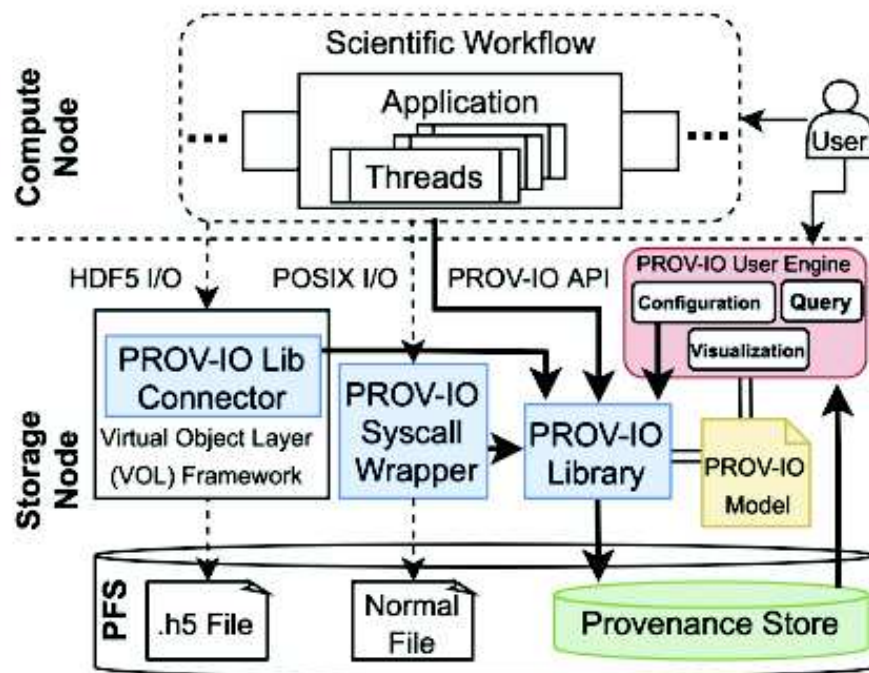 Scientific Workflow
Application
Threads
...
...
User
Compute
Node
HDF5 I/O
POSIX I/O
PROV-IO API
PROV-IO User Engine
Configuration
Query
Visualization
PROV-IO Lib
Connector
Virtual Object Layer
(VOL) Framework
PROV-IO
Syscall
Wrapper
PROV-IO
Library
PROV-IO
Model
Storage
Node
PFS
.h5 File
Normal
File
Provenance Store